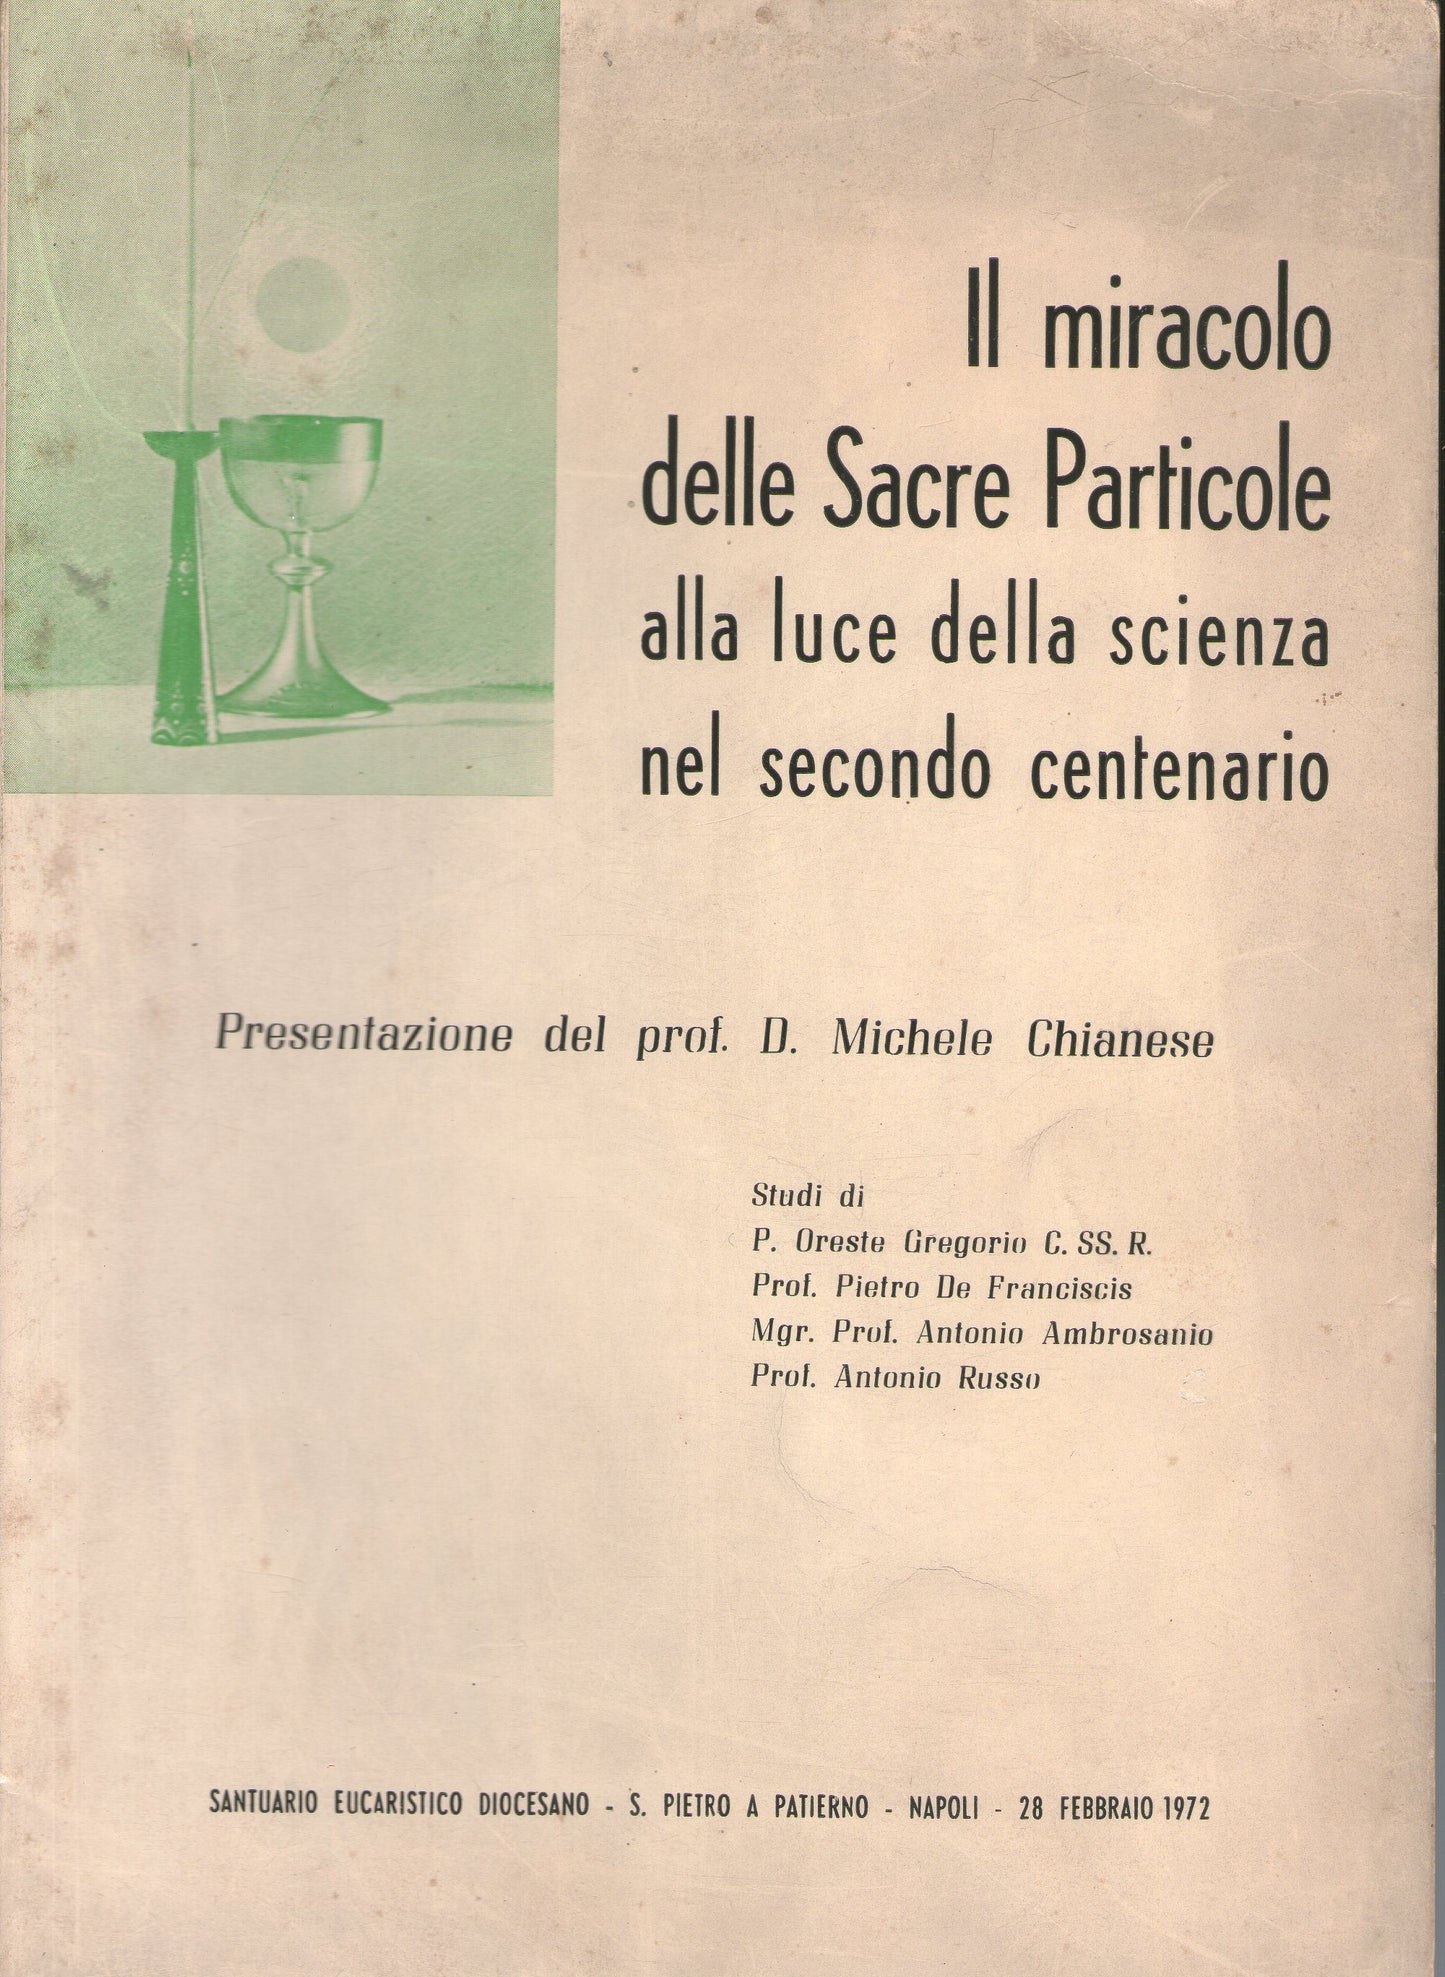 Il miracolo
delle Sacre Particole
alla luce della scienza
nel secondo centenario
Presentazione del prof. D. Michele Chianese
Studi di
P. Oreste Gregorio C. SS. R.
Prof. Pietro De Franciscis
Mgr. Prof. Antonio Ambrosanio
Prof. Antonio Russo
SANTUARIO EUCARISTICO DIOCESANO - S. PIETRO A PATIERNO - NAPOLI - 28 FEBBRAIO 1972